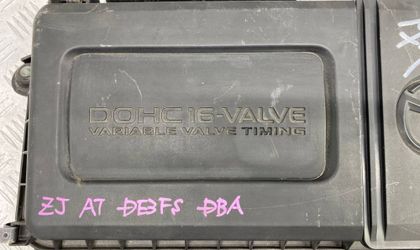 DOHC 16-VALVE
VARIABLE VALVE TIMING
ZJ AT DE3FS DBA